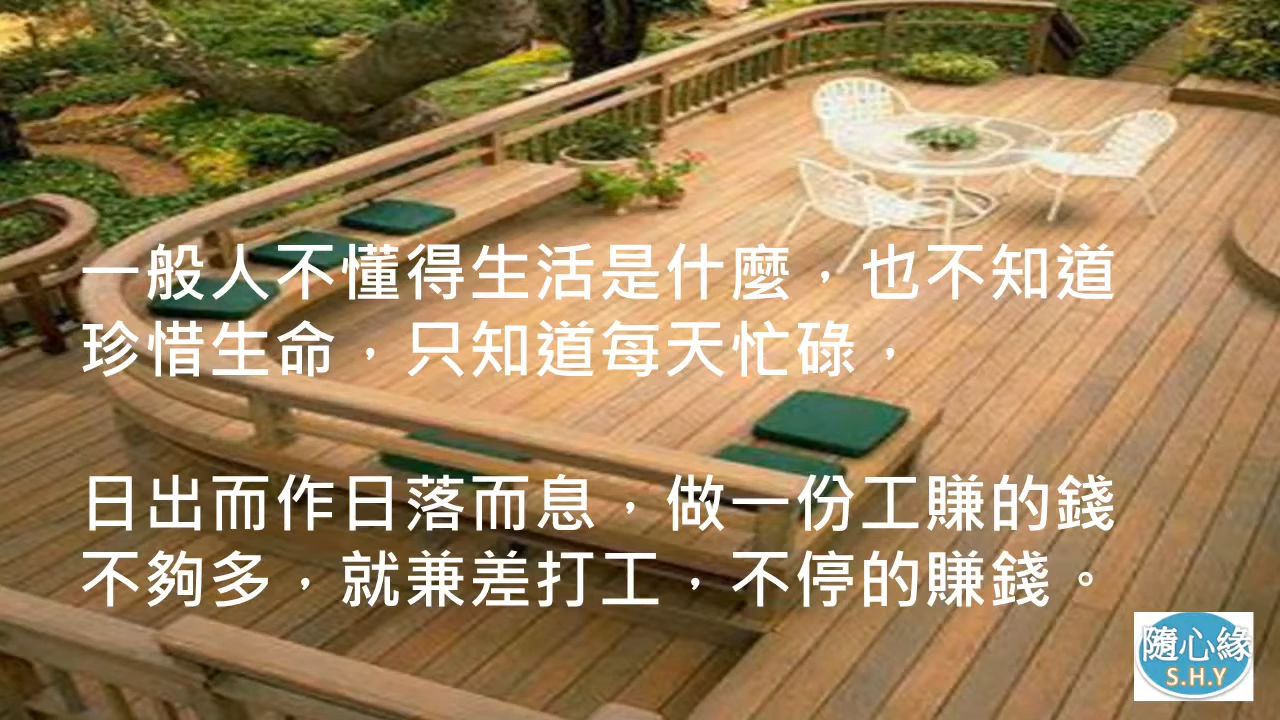 一般人不懂得生活是什麼，也不知道
珍惜生命，只知道每天忙碌，
日出而作日落而息，做一份工賺的錢
不夠多，就兼差打工，不停的賺錢。
隨心緣
S.H.Y